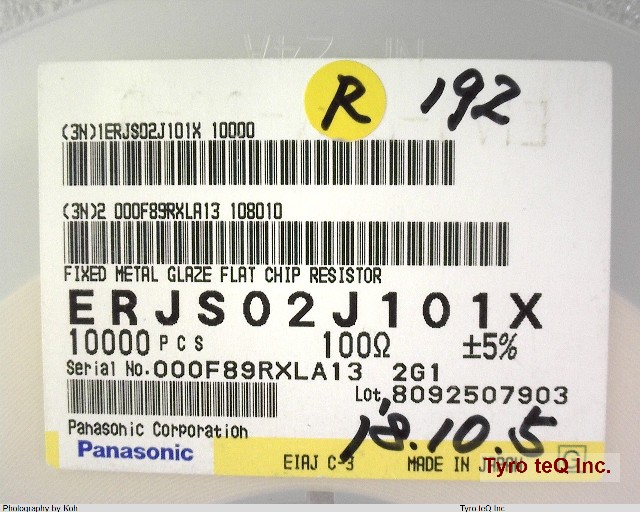 R 192
(3N)1ERJS02J101X 10000
(3N)2 000F89RXLA13 108010
FIXED METAL GLAZE FLAT CHIP RESISTOR
ERJS02J101X
10000 PCS 100Ω ±5%
Serial No.000F89RXLA13 2G1
Lot.8092507903
Panasonic Corporation
'18.10.5
Panasonic
EIAJ C-3 MADE IN JAPAN G
Tyro teQ Inc.
Photography by Koh Tyro teQ Inc